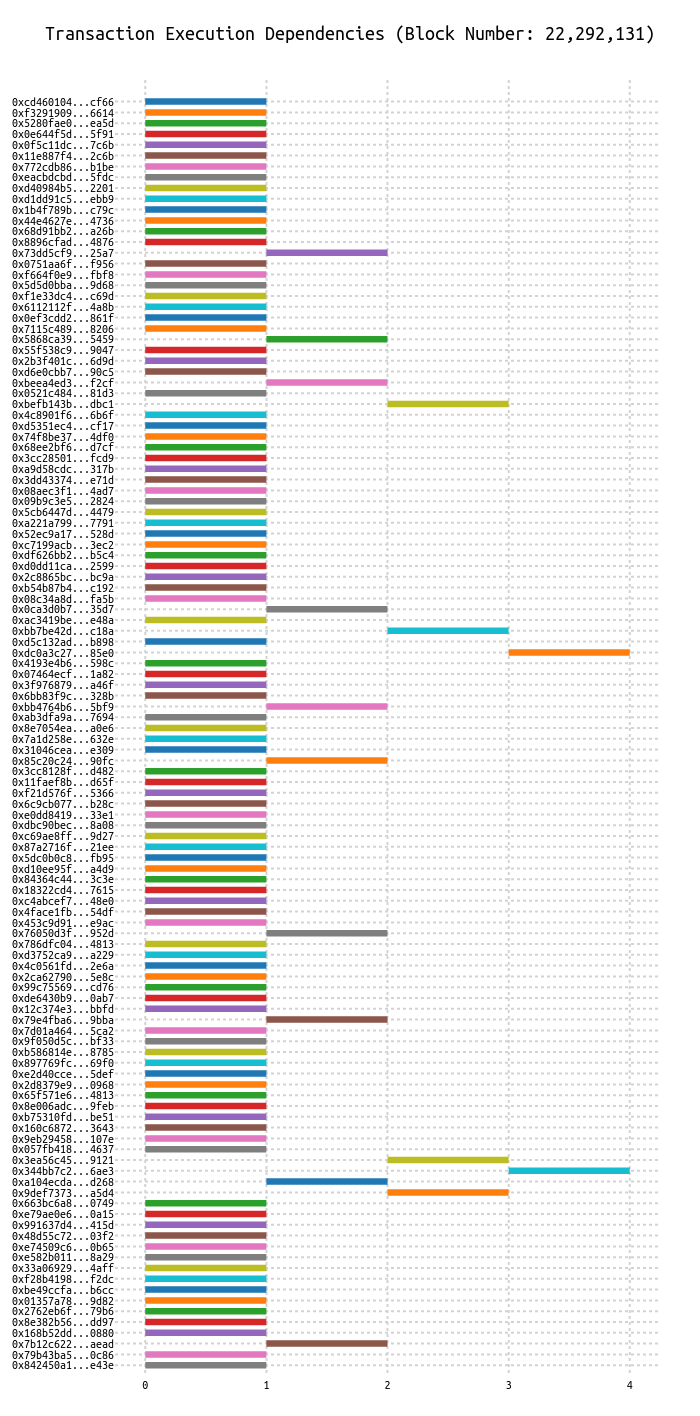 Transaction Execution Dependencies (Block Number: 22,292,131)
0xcd460104...cf66
0xf3291909...6614
0x5280fae0...ea5d
0x0e644f5d...5f91
0x0f5c11dc...7c6b
0x11e887f4...2c6b
0x772cdb86...b1be
0xeacbdcbd...5fdc
0xd40984b5...2201
0xd1dd91c5...ebb9
0x1b4f789b...c79c
0x44e4627e...4736
0x68d91bb2...a26b
0x8896cfad...4876
0x73dd5cf9...25a7
0x0751aa6f...f956
0xf664f0e9...fbf8
0x5d5d0bba...9d68
0xf1e33dc4...c69d
0x6112112f...4a8b
0x0ef3cdd2...861f
0x7115c489...8206
0x5868ca39...5459
0x55f538c9...9047
0x2b3f401c...6d9d
0xd6e0cbb7...90c5
0xbeea4ed3...f2cf
0x0521c484...81d3
0xbefb143b...dbc1
0x4c8901f6...6b6f
0xd5351ec4...cf17
0x74f8be37...4df0
0x68ee2bf6...d7cf
0x3cc28501...fcd9
0xa9d58cdc...317b
0x3dd43374...e71d
0x08aec3f1...4ad7
0x09b9c3e5...2824
0x5cb6447d...4479
0xa221a799...7791
0x52ec9a17...528d
0xc7199acb...3ec2
0xdf626bb2...b5c4
0xd0dd11ca...2599
0x2c8865bc...bc9a
0xb54b87b4...c192
0x08c34a8d...fa5b
0x0ca3d0b7...35d7
0xac3419be...e48a
0xbb7be42d...c18a
0xd5c132ad...b898
0xdc0a3c27...85e0
0x4193e4b6...598c
0x07464ecf...1a82
0x3f976879...a46f
0x6bb83f9c...328b
0xbb4764b6...5bf9
0xab3dfa9a...7694
0x8e7054ea...a0e6
0x7a1d258e...632e
0x31046cea...e309
0x85c20c24...90fc
0x3cc8128f...d482
0x11faef8b...d65f
0xf21d576f...5366
0x6c9cb077...b28c
0xe0dd8419...33e1
0xdbc90bec...8a08
0xc69ae8ff...9d27
0x87a2716f...21ee
0x5dc0b0c8...fb95
0xd10ee95f...a4d9
0x84364c44...3c3e
0x18322cd4...7615
0xc4abcef7...48e0
0x4face1fb...54df
0x453c9d91...e9ac
0x76050d3f...952d
0x786dfc04...4813
0xd3752ca9...a229
0x4c0561fd...2e6a
0x2ca62790...5e8c
0x99c75569...cd76
0xde6430b9...0ab7
0x12c374e3...bbfd
0x79e4fba6...9bba
0x7d01a464...5ca2
0x9f050d5c...bf33
0xb586814e...8785
0x897769fc...69f0
0xe2d40cce...5def
0x2d8379e9...0968
0x65f571e6...4813
0x8e006adc...9feb
0xb75310fd...be51
0x160c6872...3643
0x9eb29458...107e
0x057fb418...4637
0x3ea56c45...9121
0x344bb7c2...6ae3
0xa104ecda...d268
0x9def7373...a5d4
0x663bc6a8...0749
0xe79ae0e6...0a15
0x991637d4...415d
0x48d55c72...03f2
0xe74509c6...0b65
0xe582b011...8a29
0x33a06929...4aff
0xf28b4198...f2dc
0xbe49ccfa...b6cc
0x01357a78...9d82
0x2762eb6f...79b6
0x8e382b56...dd97
0x168b52dd...0880
0x7b12c622...aead
0x79b43ba5...0c86
0x842450a1...e43e
0 1 2 3 4